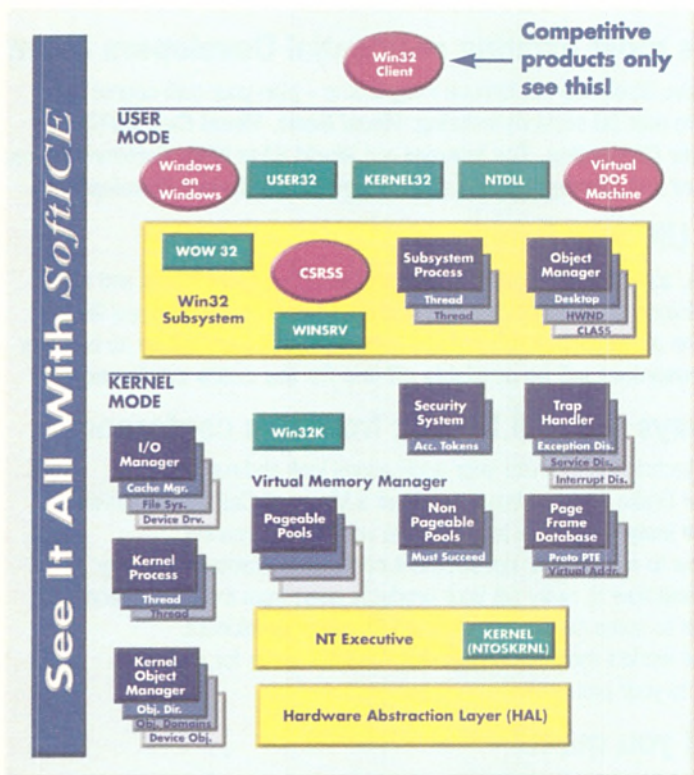 See It All With SoftICE
Win32
Client
Competitive
products only
see this!
USER
MODE
Windows
on
Windows
USER32
KERNEL32
NTDLL
Virtual
DOS
Machine
WOW 32
Win32
Subsystem
CSRSS
WINSRV
Subsystem
Process
Thread
Thread
Object
Manager
Desktop
HWND
CLASS
KERNEL
MODE
I/O
Manager
Cache Mgr.
File Sys.
Device Drv.
Win32K
Security
System
Acc. Tokens
Trap
Handler
Exception Dis.
Service Dis.
Interrupt Dis.
Virtual Memory Manager
Pageable
Pools
Non
Pageable
Pools
Must Succeed
Page
Frame
Database
Proto PTE
Virtual Addr.
Kernel
Process
Thread
Thread
NT Executive
KERNEL
(NTOSKRNL)
Kernel
Object
Manager
Obj. Dir.
Obj. Domains
Device Obj.
Hardware Abstraction Layer (HAL)